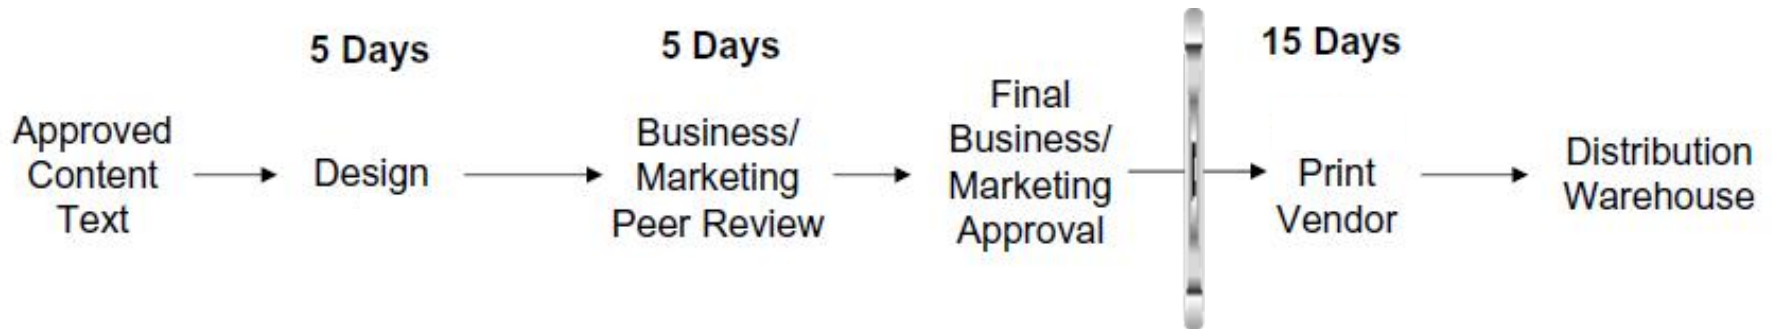 5 Days
5 Days
15 Days
Approved
Content
Text
Design
Business/
Marketing
Peer Review
Final
Business/
Marketing
Approval
Print
Vendor
Distribution
Warehouse